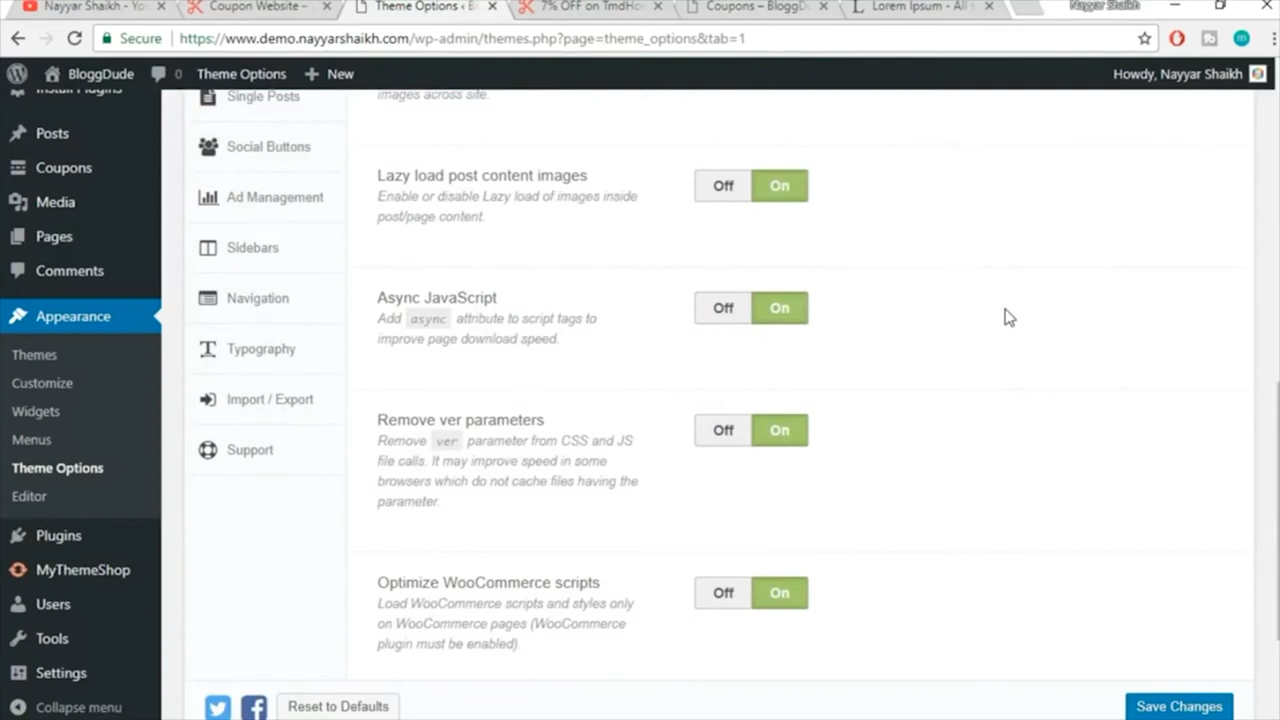 Nayyar Shaikh - Yo
Coupon Website –
Theme Options ‹ B
7% OFF on TmdHo
Coupons – BloggD
Lorem Ipsum - All
Nayyar Shaikh
Secure
https://www.demo.nayyarshaikh.com/wp-admin/themes.php?page=theme_options&tab=1
BloggDude
0
Theme Options
New
Howdy, Nayyar Shaikh
Install Plugins
Posts
Coupons
Media
Pages
Comments
Appearance
Themes
Customize
Widgets
Menus
Theme Options
Editor
Plugins
MyThemeShop
Users
Tools
Settings
Collapse menu
Single Posts
Social Buttons
Ad Management
Sidebars
Navigation
Typography
Import / Export
Support
images across site.
Lazy load post content images
Enable or disable Lazy load of images inside
post/page content.
Off On
Async JavaScript
Add async attribute to script tags to
improve page download speed.
Off On
Remove ver parameters
Remove ver parameter from CSS and JS
file calls. It may improve speed in some
browsers which do not cache files having the
parameter.
Off On
Optimize WooCommerce scripts
Load WooCommerce scripts and styles only
on WooCommerce pages (WooCommerce
plugin must be enabled).
Off On
Reset to Defaults
Save Changes